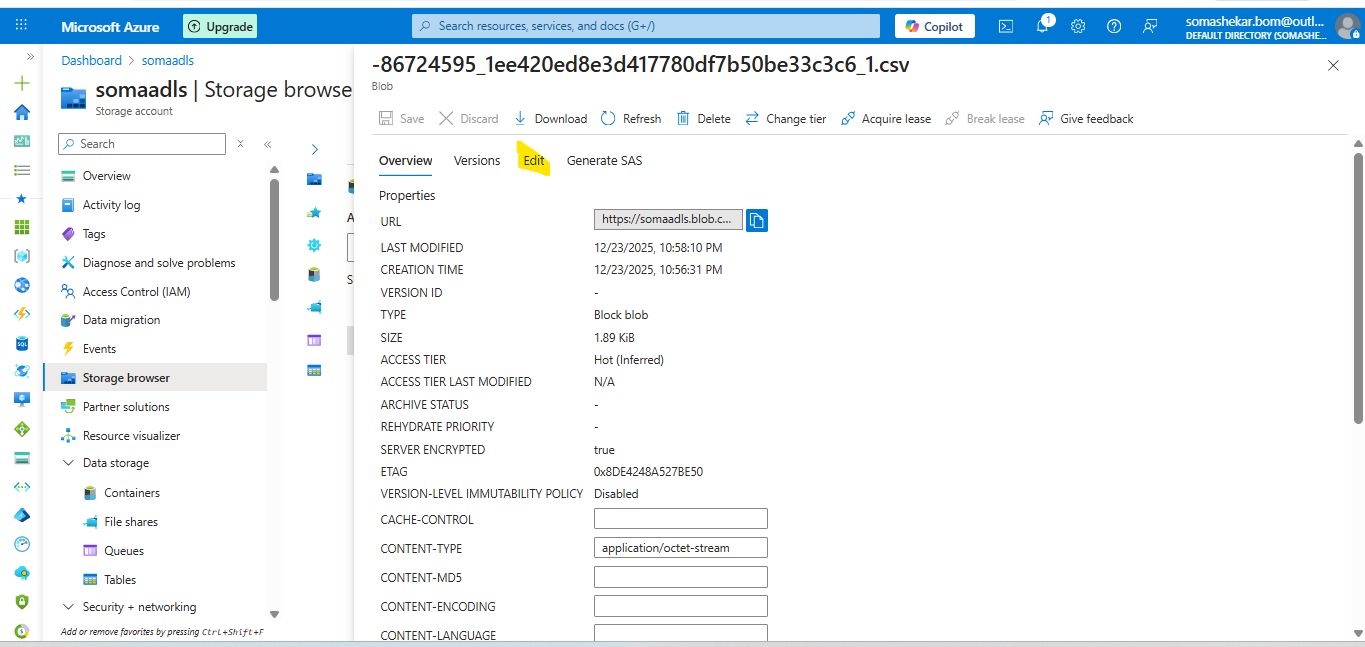 Microsoft Azure
Upgrade
Search resources, services, and docs (G+/)
Copilot
1
somashekar.bom@outl...
DEFAULT DIRECTORY (SOMASHE...
Dashboard > somaadls
somaadls | Storage browse
Storage account
Search
Overview
Activity log
Tags
Diagnose and solve problems
Access Control (IAM)
Data migration
Events
Storage browser
Partner solutions
Resource visualizer
Data storage
Containers
File shares
Queues
Tables
Security + networking
Add or remove favorites by pressing Ctrl+Shift+F
A
S
-86724595_1ee420ed8e3d417780df7b50be33c3c6_1.csv
Blob
Save Discard Download Refresh Delete Change tier Acquire lease Break lease Give feedback
Overview Versions Edit Generate SAS
Properties
URL https://somaadls.blob.c...
LAST MODIFIED 12/23/2025, 10:58:10 PM
CREATION TIME 12/23/2025, 10:56:31 PM
VERSION ID -
TYPE Block blob
SIZE 1.89 KiB
ACCESS TIER Hot (Inferred)
ACCESS TIER LAST MODIFIED N/A
ARCHIVE STATUS -
REHYDRATE PRIORITY -
SERVER ENCRYPTED true
ETAG 0x8DE4248A527BE50
VERSION-LEVEL IMMUTABILITY POLICY Disabled
CACHE-CONTROL
CONTENT-TYPE application/octet-stream
CONTENT-MD5
CONTENT-ENCODING
CONTENT-LANGUAGE